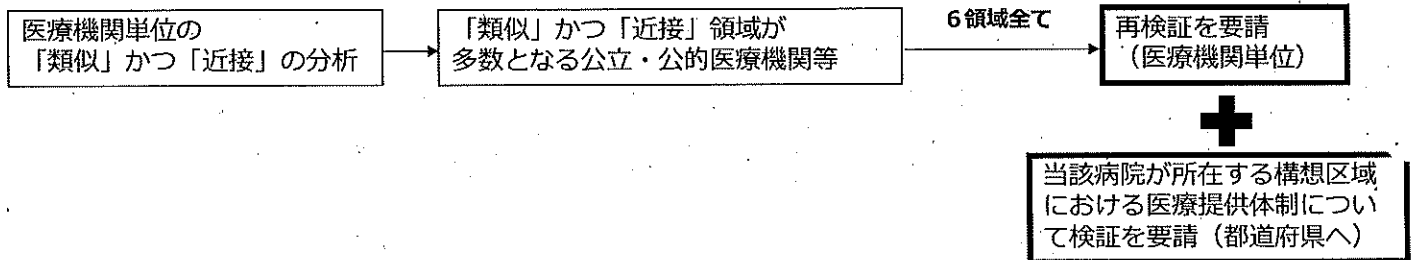 医療機関単位の
「類似」かつ「近接」の分析
「類似」かつ「近接」領域が
多数となる公立・公的医療機関等
6領域全て
再検証を要請
（医療機関単位）
当該病院が所在する構想区域
における医療提供体制につい
て検証を要請（都道府県へ）